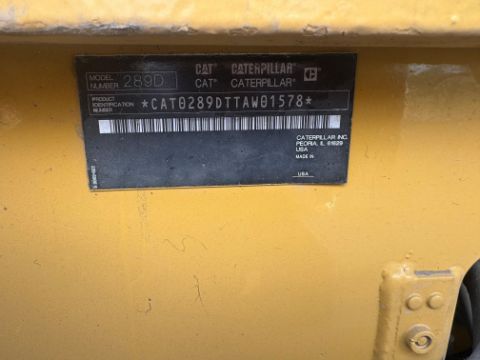 MODEL NUMBER 289D
CAT CATERPILLAR
CAT® CATERPILLAR®
PRODUCT IDENTIFICATION NUMBER *CAT0289DTTAW01578*
CATERPILLAR INC.
PEORIA, IL 61629
USA
MADE IN
USA